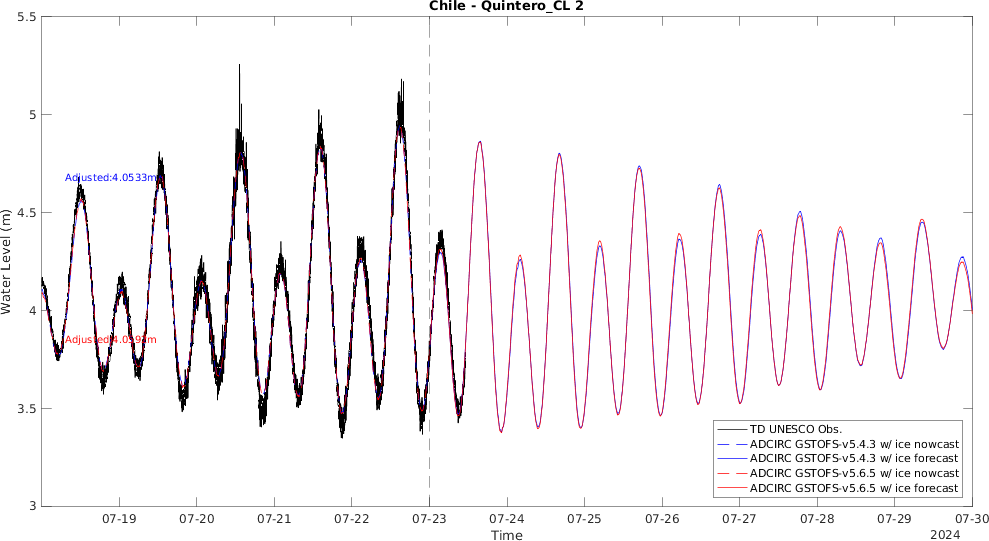 Chile - Quintero_CL 2
5.5
5
4.5
4
3.5
3
Water Level (m)
Adjusted:4.0533m
TD UNESCO Obs.
ADCIRC GSTOFS-v5.4.3 w/ ice nowcast
ADCIRC GSTOFS-v5.4.3 w/ ice forecast
ADCIRC GSTOFS-v5.6.5 w/ ice nowcast
ADCIRC GSTOFS-v5.6.5 w/ ice forecast
07-19 07-20 07-21 07-22 07-23 07-24 07-25 07-26 07-27 07-28 07-29 07-30
Time
2024